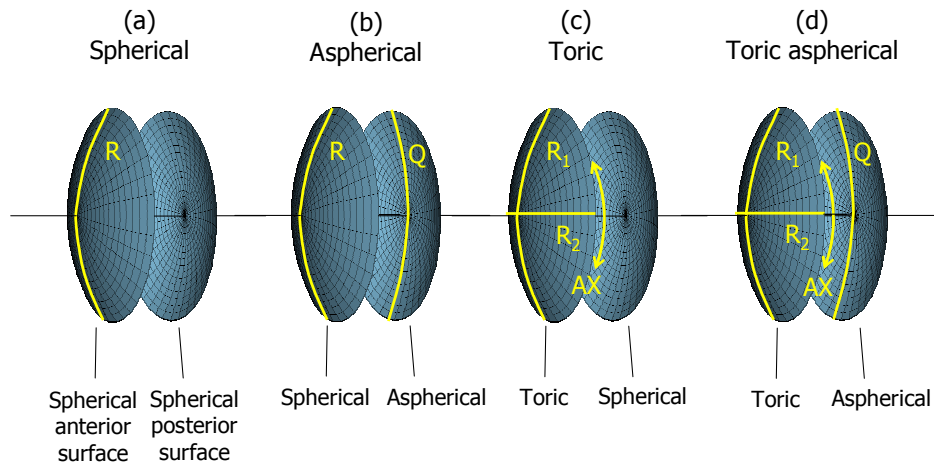 (a)
Spherical
(b)
Aspherical
(c)
Toric
(d)
Toric aspherical
R
R
Q
R₁
R₂
AX
R₁
Q
R₂
AX
Spherical
anterior
surface
Spherical
posterior
surface
Spherical
Aspherical
Toric
Spherical
Toric
Aspherical